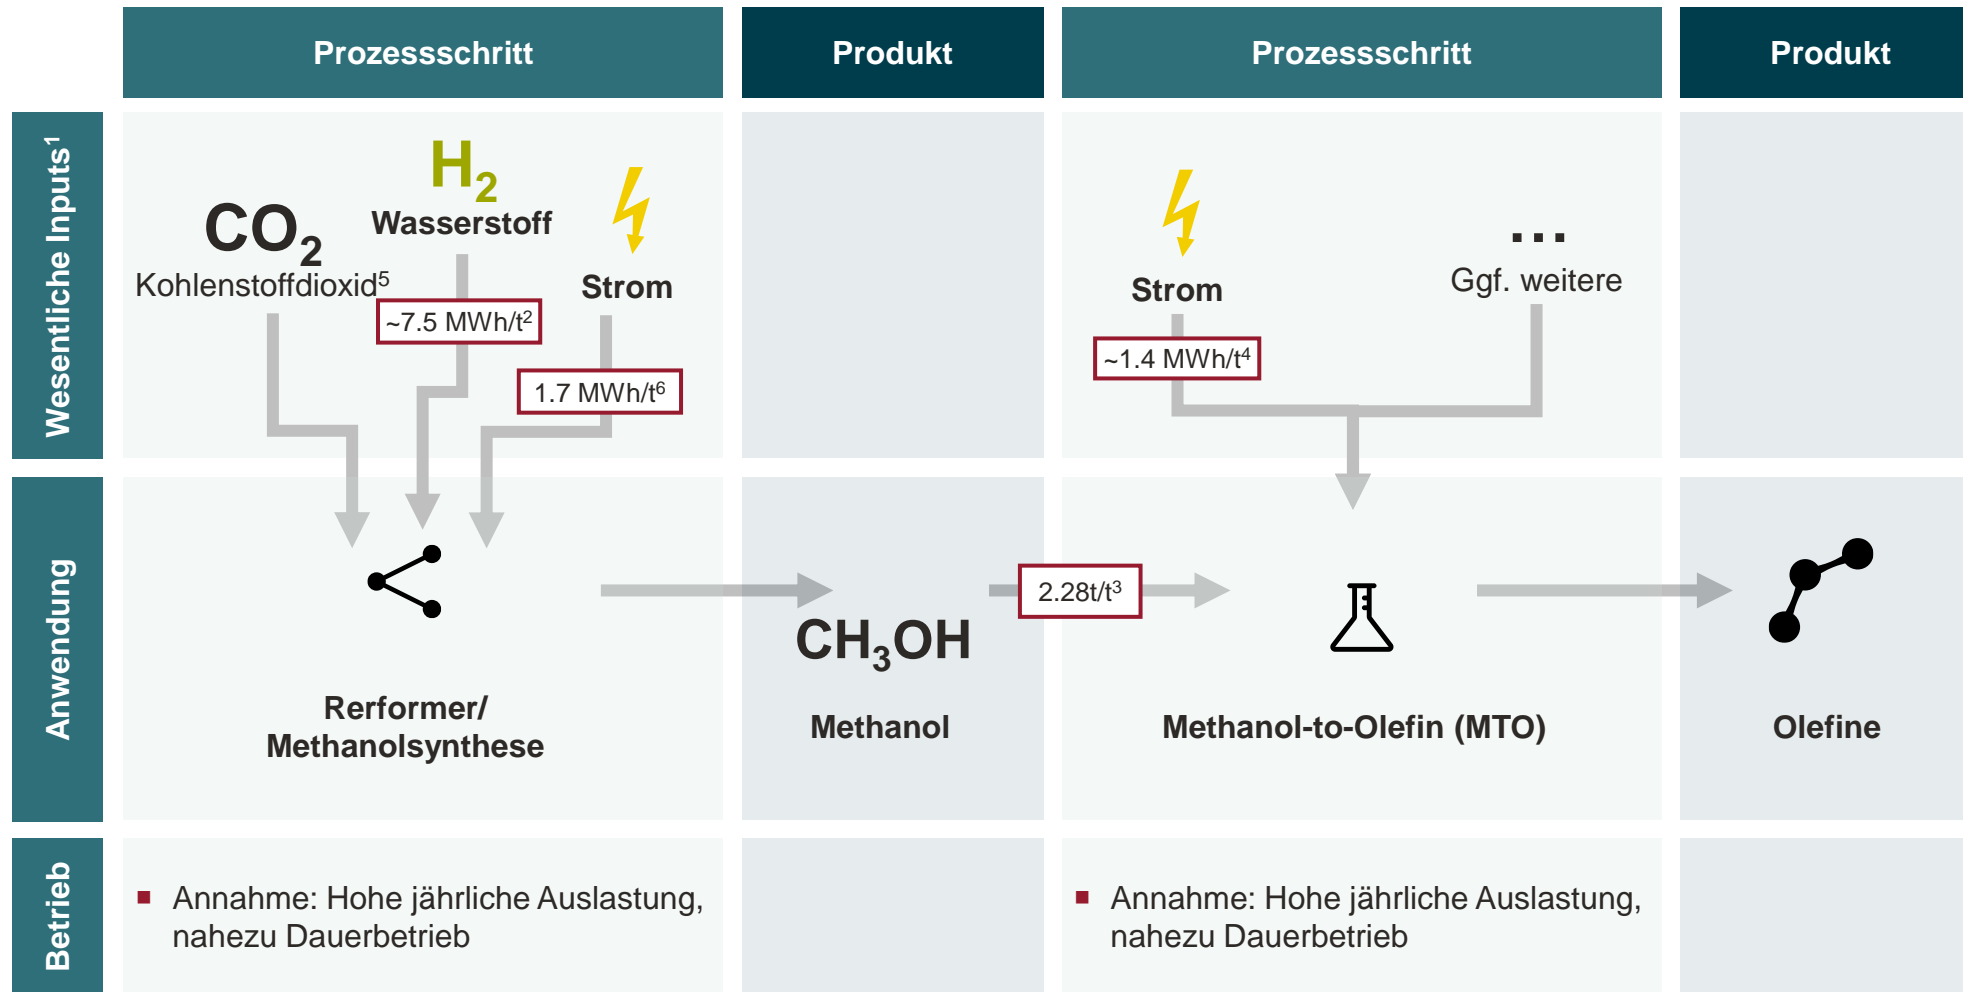 Prozessschritt
Produkt
Prozessschritt
Produkt
Wesentliche Inputs¹
CO₂
Kohlenstoffdioxid⁵
H₂
Wasserstoff
~7.5 MWh/t²
Strom
1.7 MWh/t⁶
Strom
~1.4 MWh/t⁴
...
Ggf. weitere
Anwendung
Rerformer/
Methanolsynthese
CH₃OH
Methanol
2.28t/t³
Methanol-to-Olefin (MTO)
Olefine
Betrieb
Annahme: Hohe jährliche Auslastung,
nahezu Dauerbetrieb
Annahme: Hohe jährliche Auslastung,
nahezu Dauerbetrieb